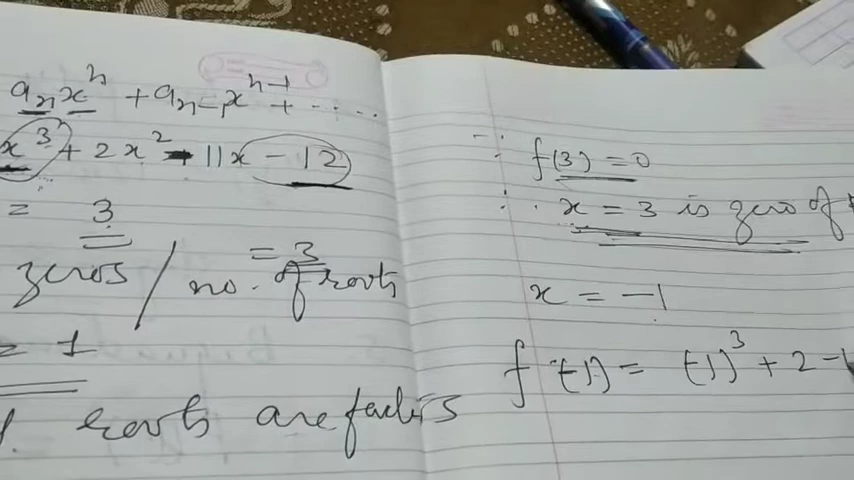 aₙxⁿ + aₙ₋₁xⁿ⁻¹ + .....
x³ + 2x² - 11x - 12
= 3
zeros / no. of roots = 3
= 1
roots are factors
∵ f(3) = 0
∴ x = 3 is zero of
x = -1
f(-1) = (-1)³ + 2 -1